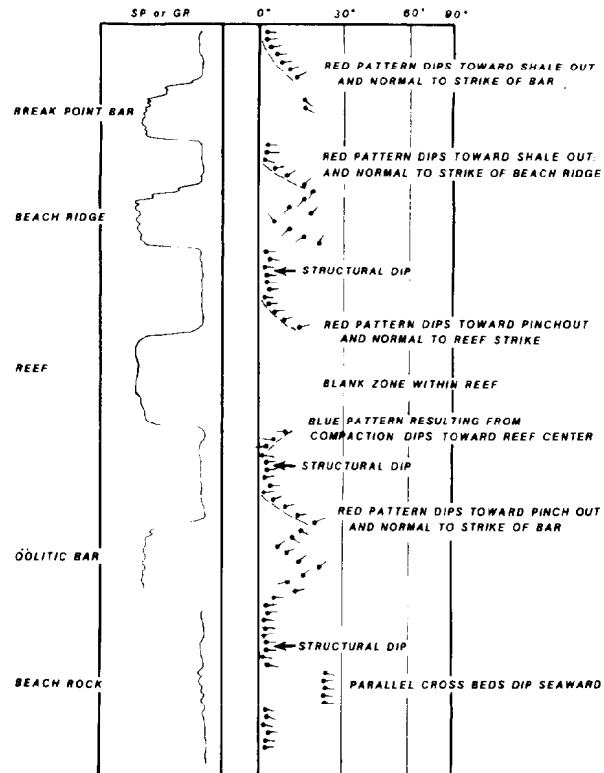 SP or GR
0° 30° 60° 90°
RED PATTERN DIPS TOWARD SHALE OUT
AND NORMAL TO STRIKE OF BAR
BREAK POINT BAR
RED PATTERN DIPS TOWARD SHALE OUT
AND NORMAL TO STRIKE OF BEACH RIDGE
BEACH RIDGE
STRUCTURAL DIP
RED PATTERN DIPS TOWARD PINCHOUT
AND NORMAL TO REEF STRIKE
REEF
BLANK ZONE WITHIN REEF
BLUE PATTERN RESULTING FROM
COMPACTION DIPS TOWARD REEF CENTER
STRUCTURAL DIP
RED PATTERN DIPS TOWARD PINCH OUT
AND NORMAL TO STRIKE OF BAR
ÖOLITIC BAR
STRUCTURAL DIP
BEACH ROCK
PARALLEL CROSS BEDS DIP SEAWARD